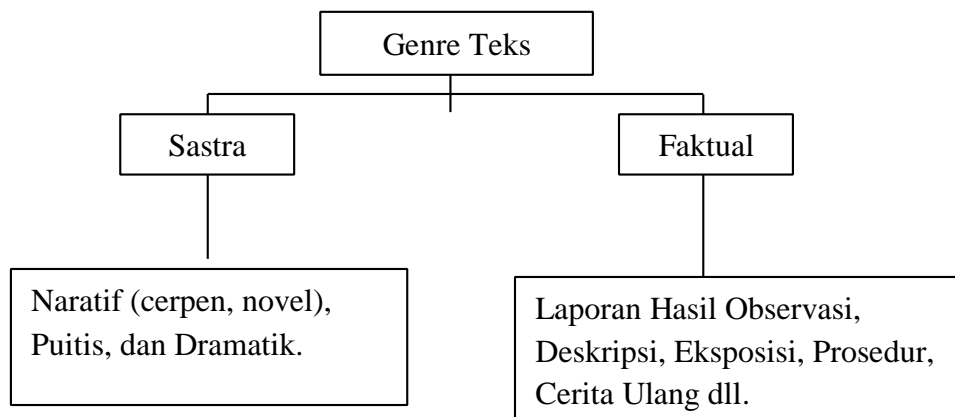 Genre Teks
Sastra
Faktual
Naratif (cerpen, novel),
Puitis, dan Dramatik.
Laporan Hasil Observasi,
Deskripsi, Eksposisi, Prosedur,
Cerita Ulang dll.